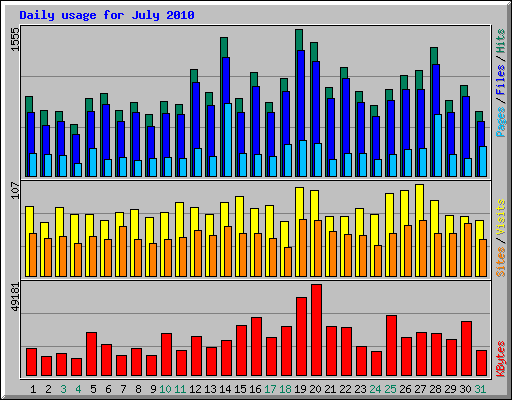 Daily usage for July 2010
1555
Pages / Files / Hits
107
Sites / Visits
49181
KBytes
1 2 3 4 5 6 7 8 9 10 11 12 13 14 15 16 17 18 19 20 21 22 23 24 25 26 27 28 29 30 31